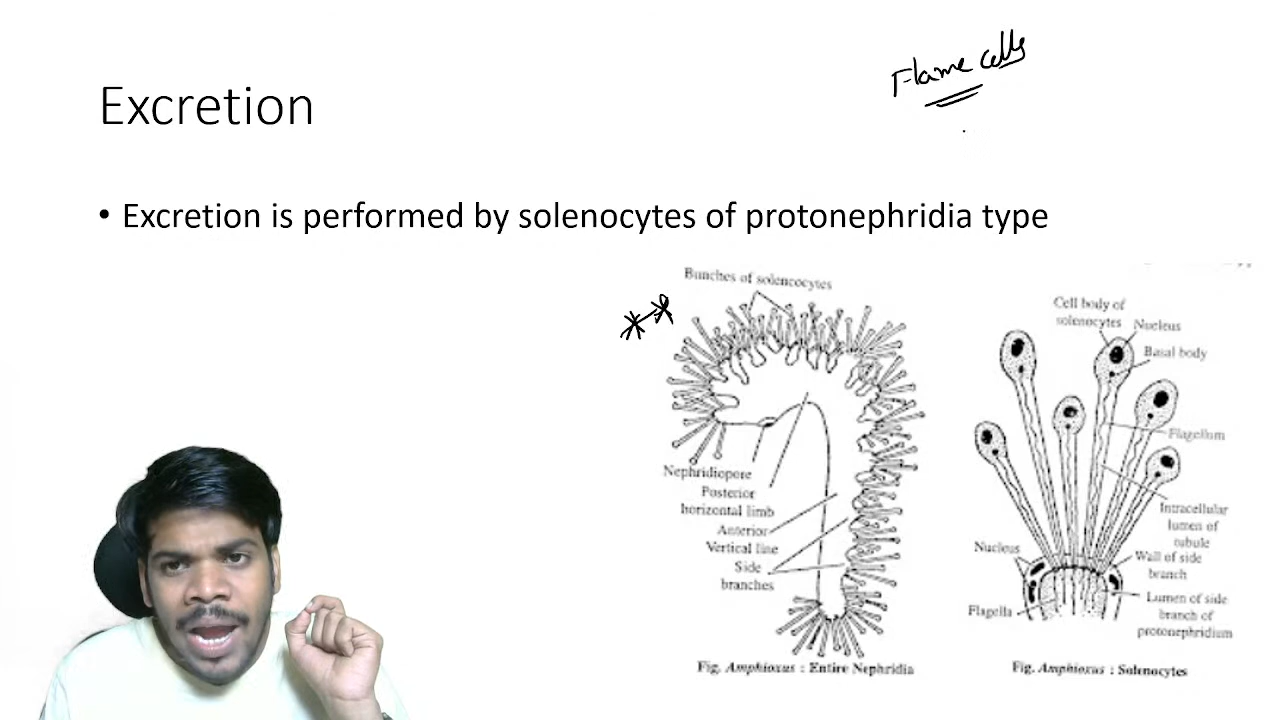 Flame cells
Excretion
• Excretion is performed by solenocytes of protonephridia type
Bunches of solencocytes
Nephridiopore
Posterior
horizontal limb
Anterior
Vertical line
Side
branches
Fig. Amphioxus : Entire Nephridia
Cell body of
solenocytes
Nucleus
Basal body
Flagellum
Intracellular
lumen of
tubule
Nucleus
Wall of side
branch
Flagella
Lumen of side
branch of
protonephridium
Fig. Amphioxus : Solenocytes